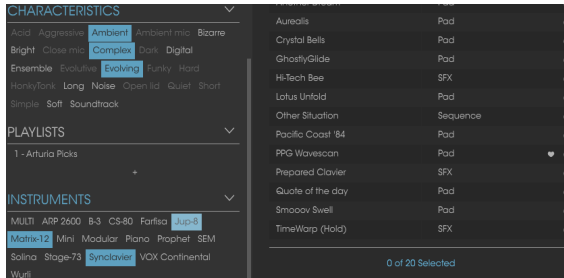 CHARACTERISTICS
Acid Aggressive Ambient Ambient mic Bizarre
Bright Close mic Complex Dark Digital
Ensemble Evolutive Evolving Funky Hard
HonkyTonk Long Noise Open lid Quiet Short
Simple Soft Soundtrack
PLAYLISTS
1 - Arturia Picks
+
INSTRUMENTS
MULTI ARP 2600 B-3 CS-80 Farfisa Jup-8
Matrix-12 Mini Modular Piano Prophet SEM
Solina Stage-73 Synclavier VOX Continental
Wurli
Another Dream Pad
Aurealis Pad
Crystal Bells Pad
GhostlyGlide Pad
Hi-Tech Bee SFX
Lotus Unfold Pad
Other Situation Sequence
Pacific Coast '84 Pad
PPG Wavescan Pad
Prepared Clavier SFX
Quote of the day Pad
Smooov Swell Pad
TimeWarp (Hold) SFX
0 of 20 Selected